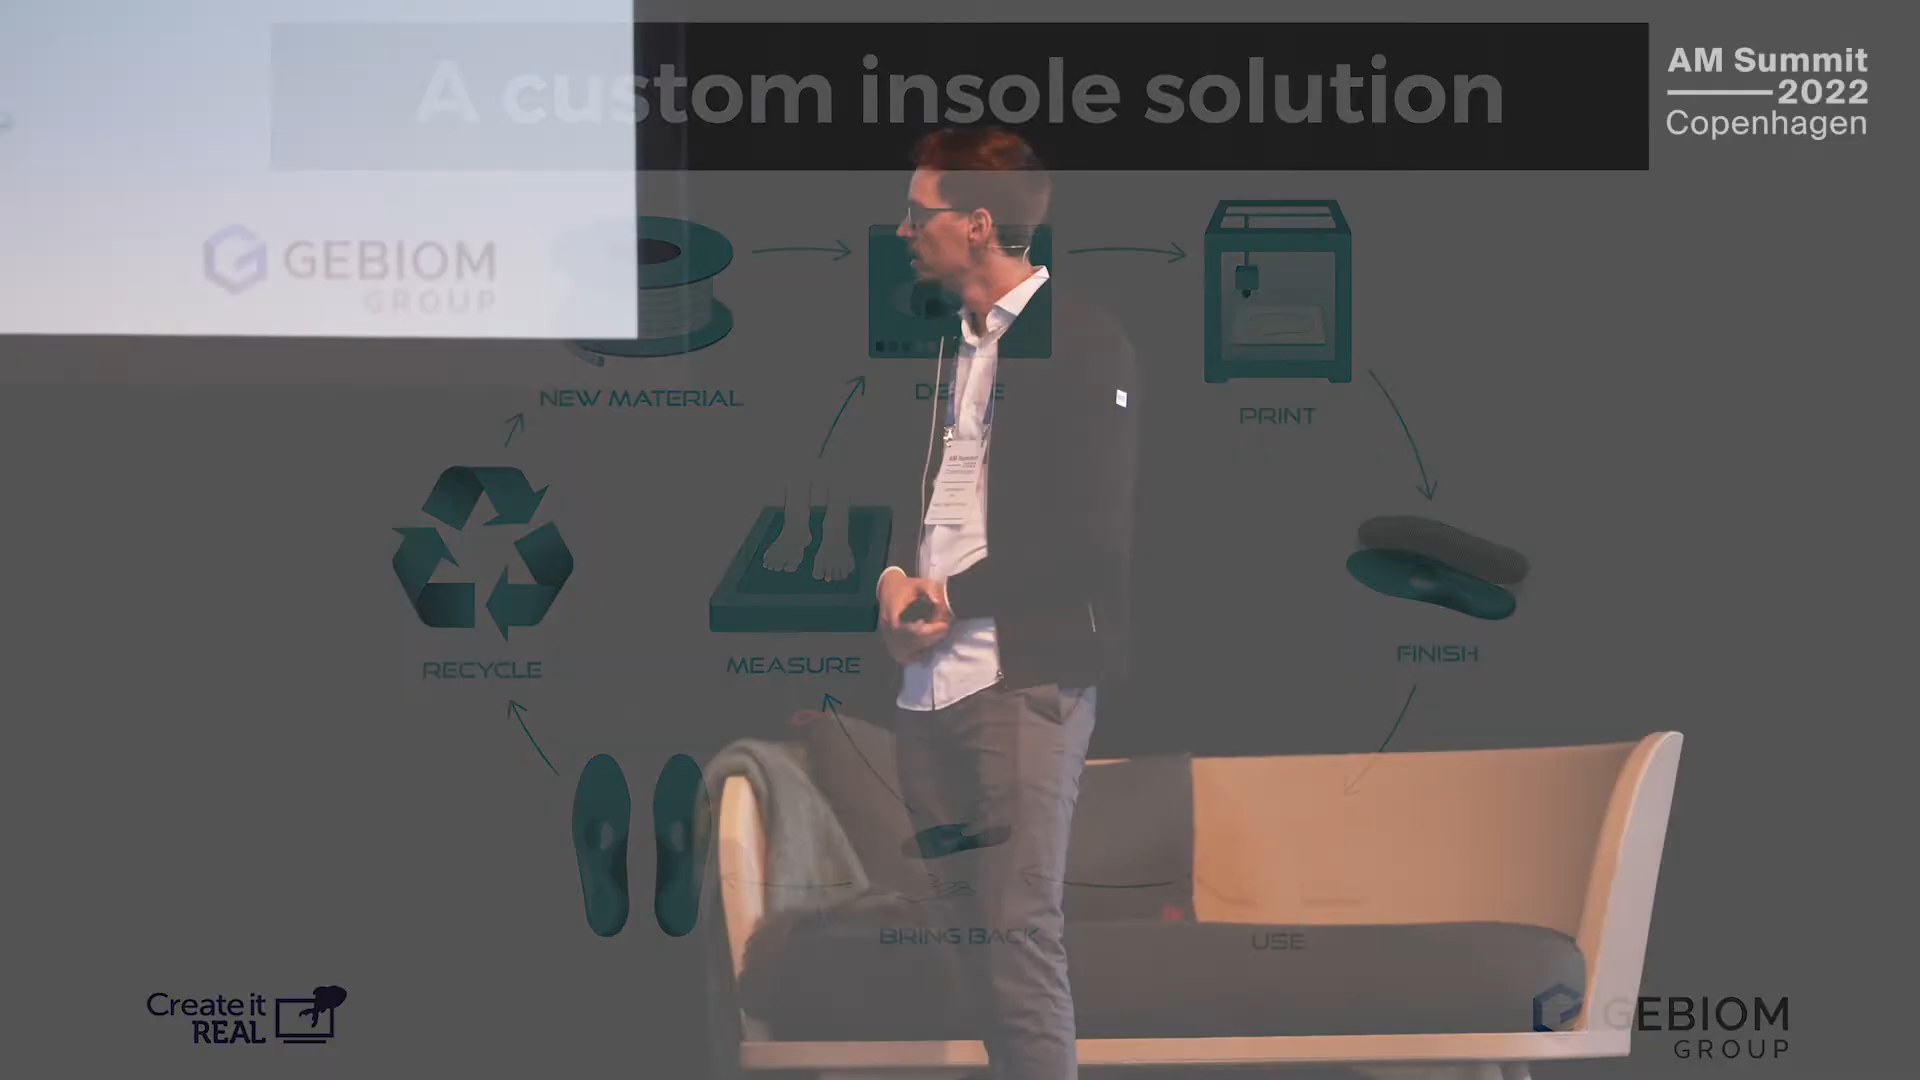 A custom insole solution
AM Summit
2022
Copenhagen
GEBIOM
GROUP
NEW MATERIAL
PRINT
RECYCLE
MEASURE
FINISH
BRING BACK
USE
Create it
REAL
GEBIOM
GROUP